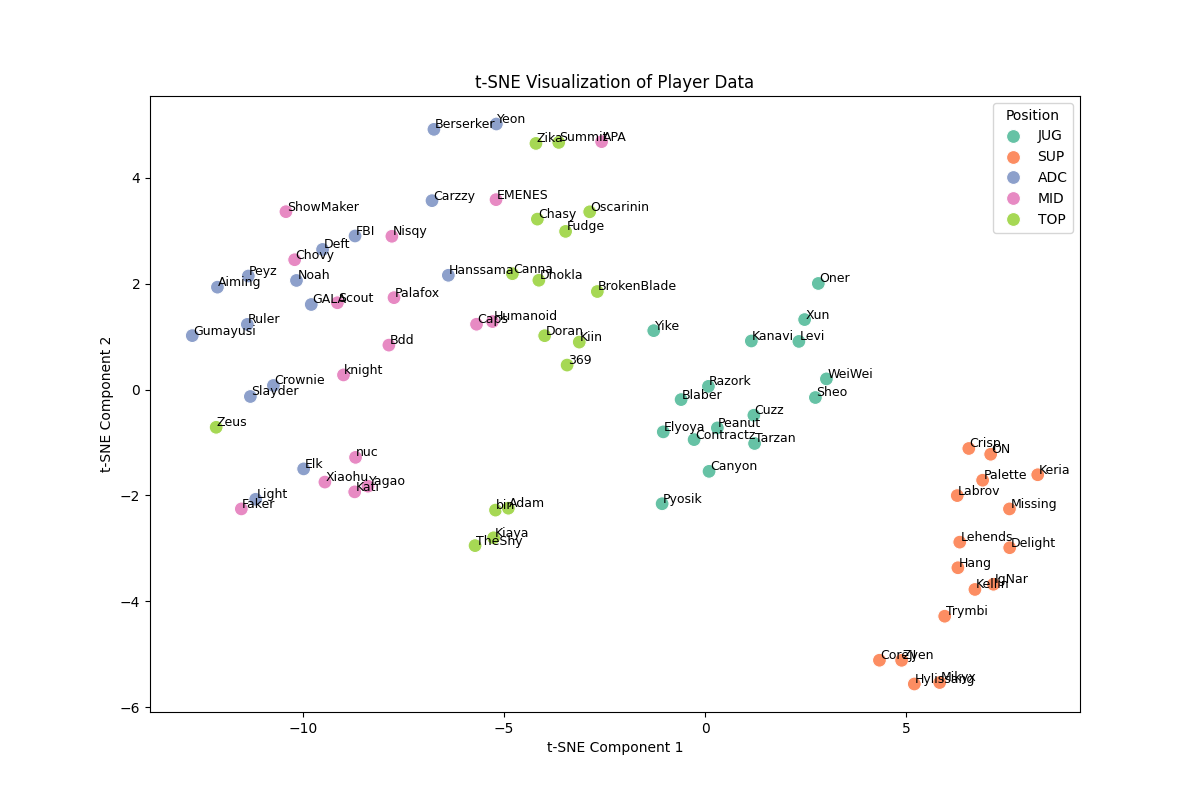 t-SNE Visualization of Player Data
Position
JUG
SUP
ADC
MID
TOP
Berserker
Yeon
Zika
Summit
APA
ShowMaker
Carzzy
EMENES
Chasy
Oscarinin
Fudge
FBI
Nisqy
Deft
Chovy
Peyz
Noah
Aiming
Hanssama
Canna
Dhokla
BrokenBlade
Oner
GALA
Scout
Palafox
Ruler
Gumayusi
Caps
Humanoid
Doran
Kiin
Yike
Xun
Kanavi
Levi
Bdd
369
knight
Crownie
Slayder
Razork
Blaber
WeiWei
Sheo
Zeus
Cuzz
Elyoya
Peanut
Contractz
Tarzan
nuc
Elk
Canyon
Xiaohu
Yagao
Kati
Light
Faker
bin
Adam
Pyosik
Kiaya
TheShy
Crisp
ON
Palette
Keria
Labrov
Missing
Lehends
Delight
Hang
IgNar
Kellin
Trymbi
CoreJJ
Zven
Hylissang
Mikyx
4
2
0
−2
−4
−6
t-SNE Component 2
−10
−5
0
5
t-SNE Component 1